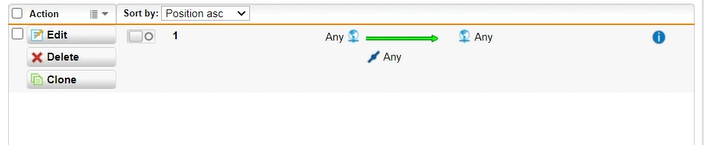 Action Sort by: Position asc
Edit 1 Any Any
Delete Any
Clone